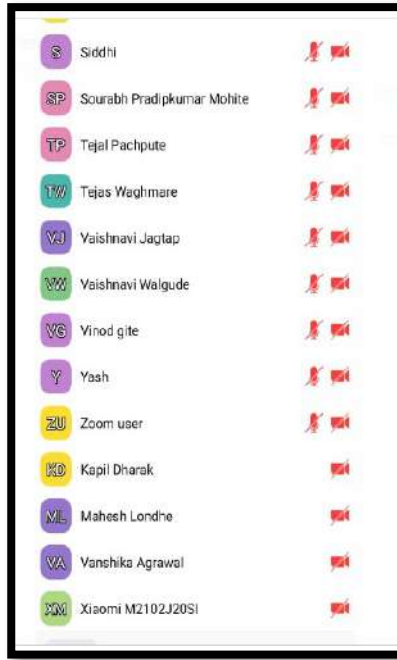 S Siddhi
SP Sourabh Pradipkumar Mohite
TP Tejal Pachpute
TW Tejas Waghmare
VJ Vaishnavi Jagtap
VW Vaishnavi Walgude
VG Vinod gite
Y Yash
ZU Zoom user
KD Kapil Dharak
ML Mahesh Londhe
VA Vanshika Agrawal
XM Xiaomi M2102J20SI